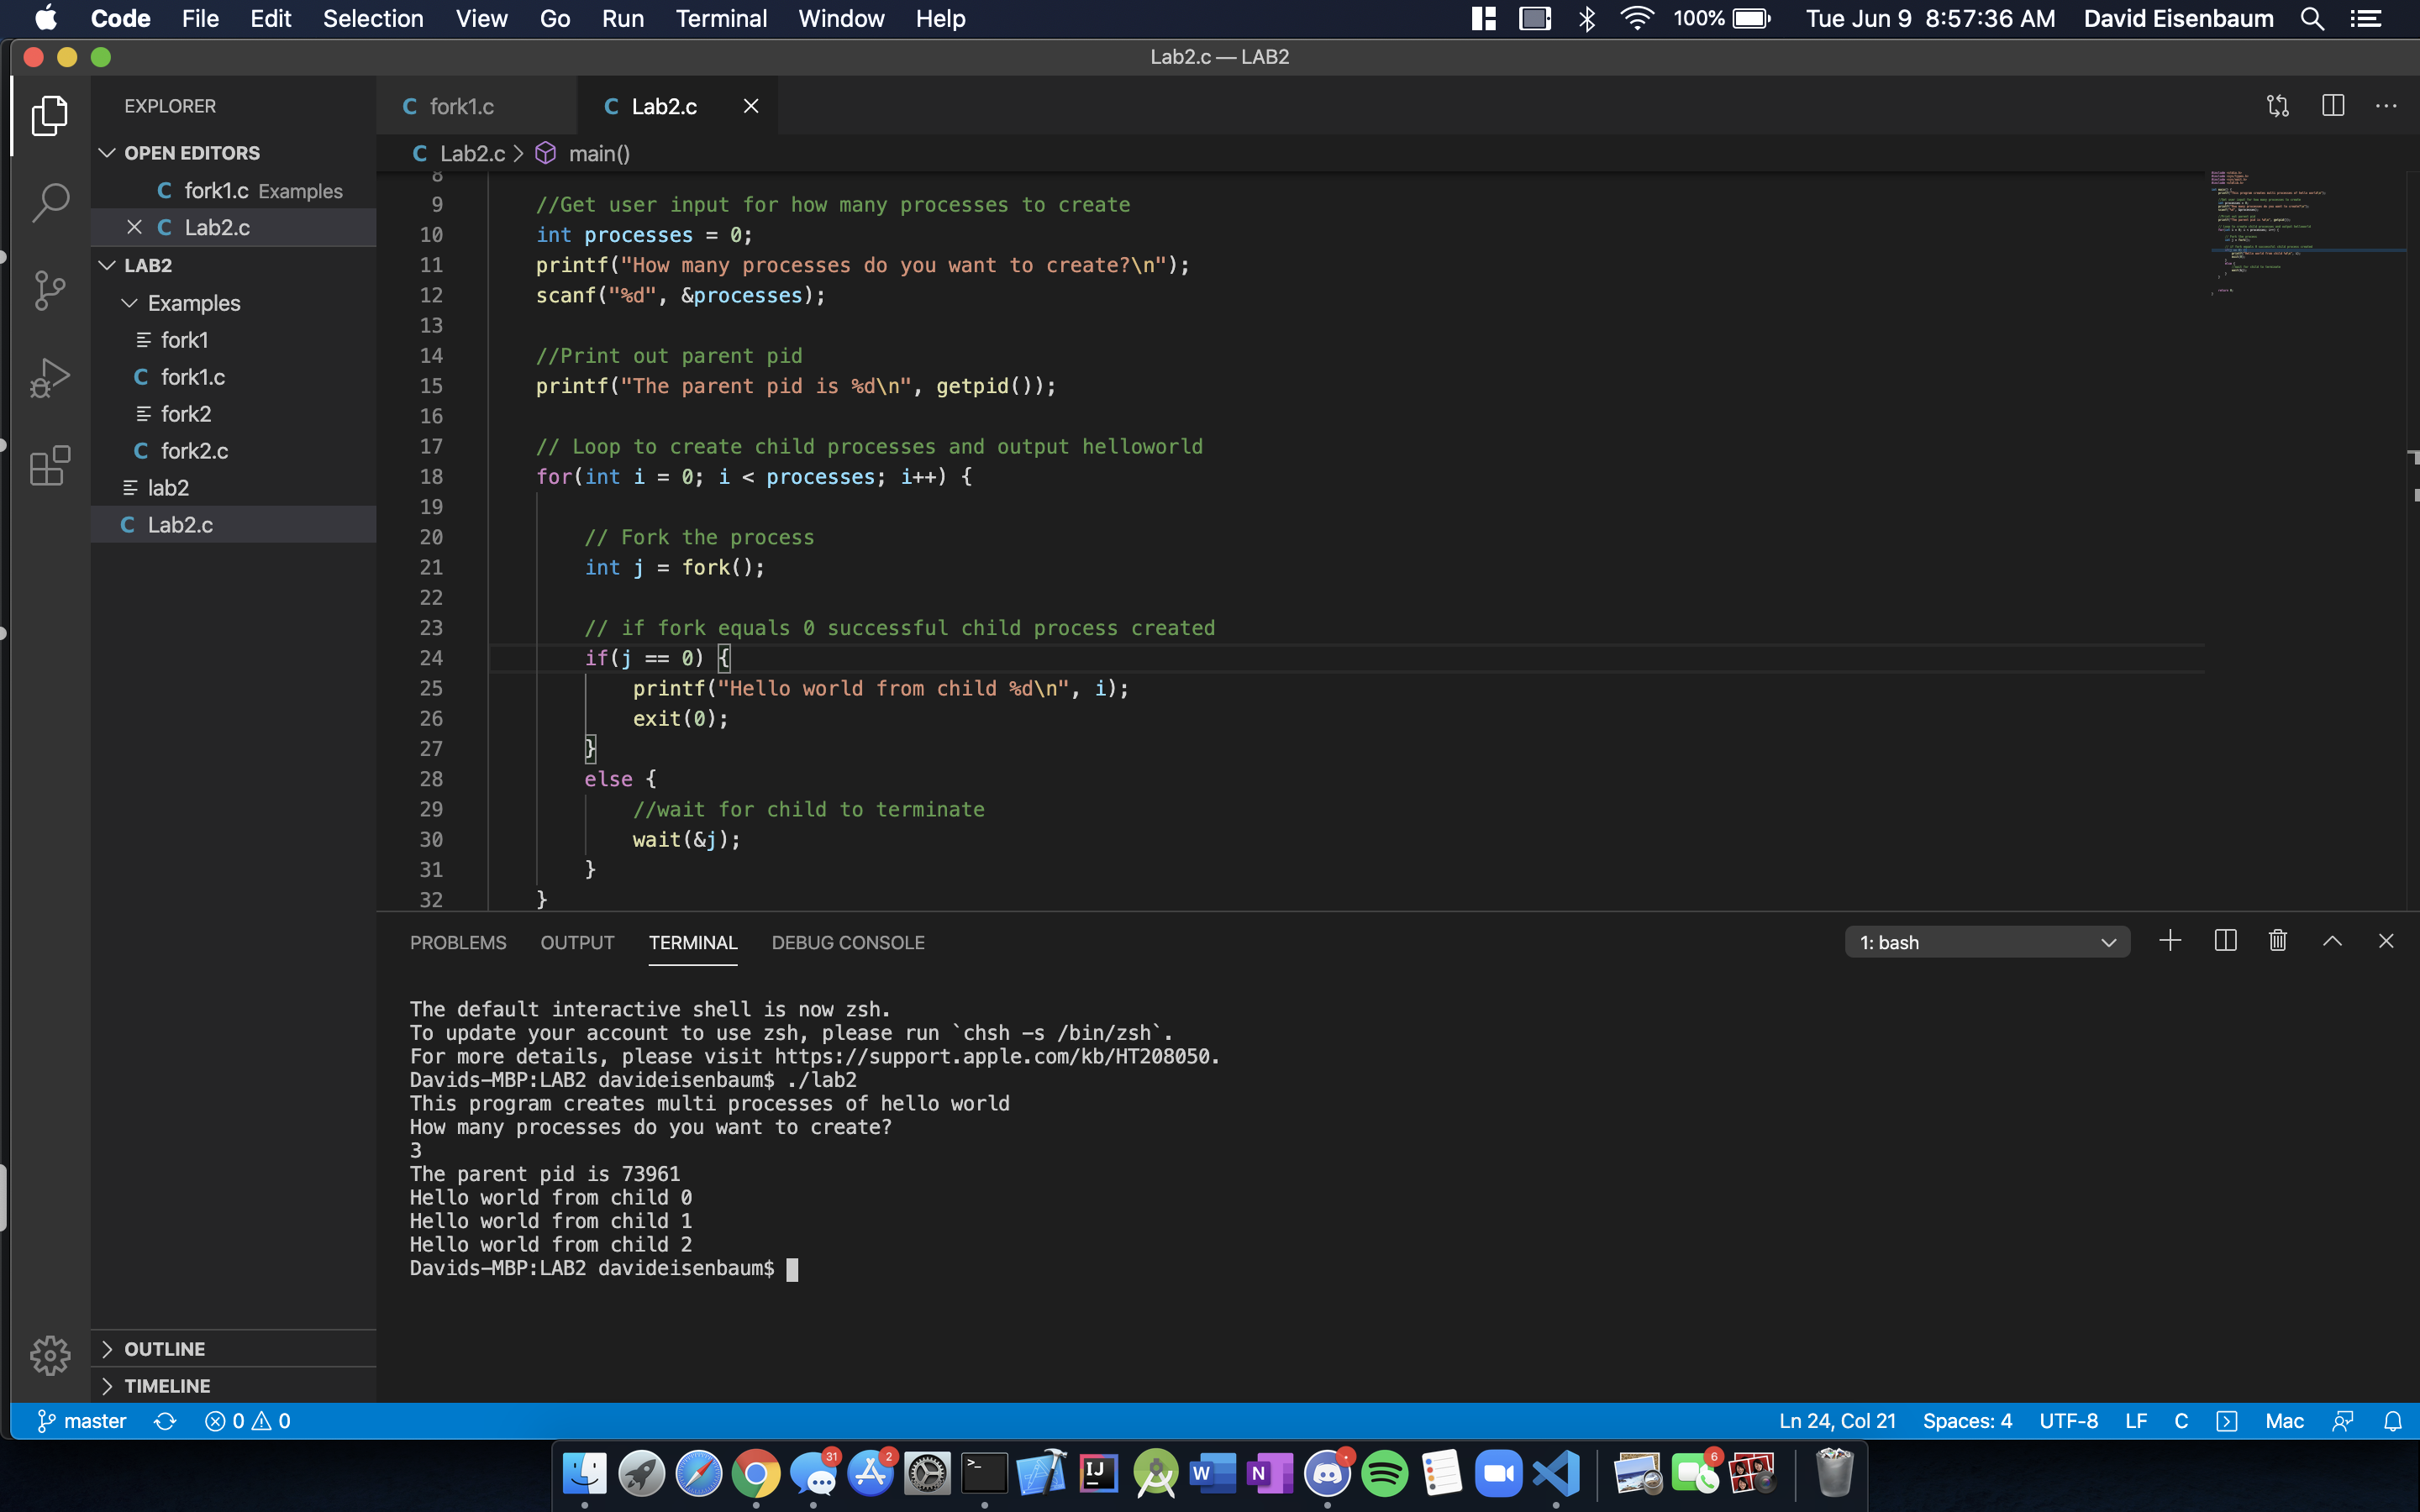 Code File Edit Selection View Go Run Terminal Window Help 100% Tue Jun 9 8:57:36 AM David Eisenbaum
Lab2.c — LAB2
EXPLORER
OPEN EDITORS
C fork1.c Examples
C Lab2.c
LAB2
Examples
fork1
C fork1.c
fork2
C fork2.c
lab2
C Lab2.c
OUTLINE
TIMELINE
C fork1.c C Lab2.c
C Lab2.c > main()
8
9 //Get user input for how many processes to create
10 int processes = 0;
11 printf("How many processes do you want to create?\n");
12 scanf("%d", &processes);
13
14 //Print out parent pid
15 printf("The parent pid is %d\n", getpid());
16
17 // Loop to create child processes and output helloworld
18 for(int i = 0; i < processes; i++) {
19
20 // Fork the process
21 int j = fork();
22
23 // if fork equals 0 successful child process created
24 if(j == 0) {
25 printf("Hello world from child %d\n", i);
26 exit(0);
27 }
28 else {
29 //wait for child to terminate
30 wait(&j);
31 }
32 }
PROBLEMS OUTPUT TERMINAL DEBUG CONSOLE 1: bash
The default interactive shell is now zsh.
To update your account to use zsh, please run `chsh -s /bin/zsh`.
For more details, please visit https://support.apple.com/kb/HT208050.
Davids-MBP:LAB2 davideisenbaum$ ./lab2
This program creates multi processes of hello world
How many processes do you want to create?
3
The parent pid is 73961
Hello world from child 0
Hello world from child 1
Hello world from child 2
Davids-MBP:LAB2 davideisenbaum$
master 0 0 Ln 24, Col 21 Spaces: 4 UTF-8 LF C Mac
31 2 IJ W N 6